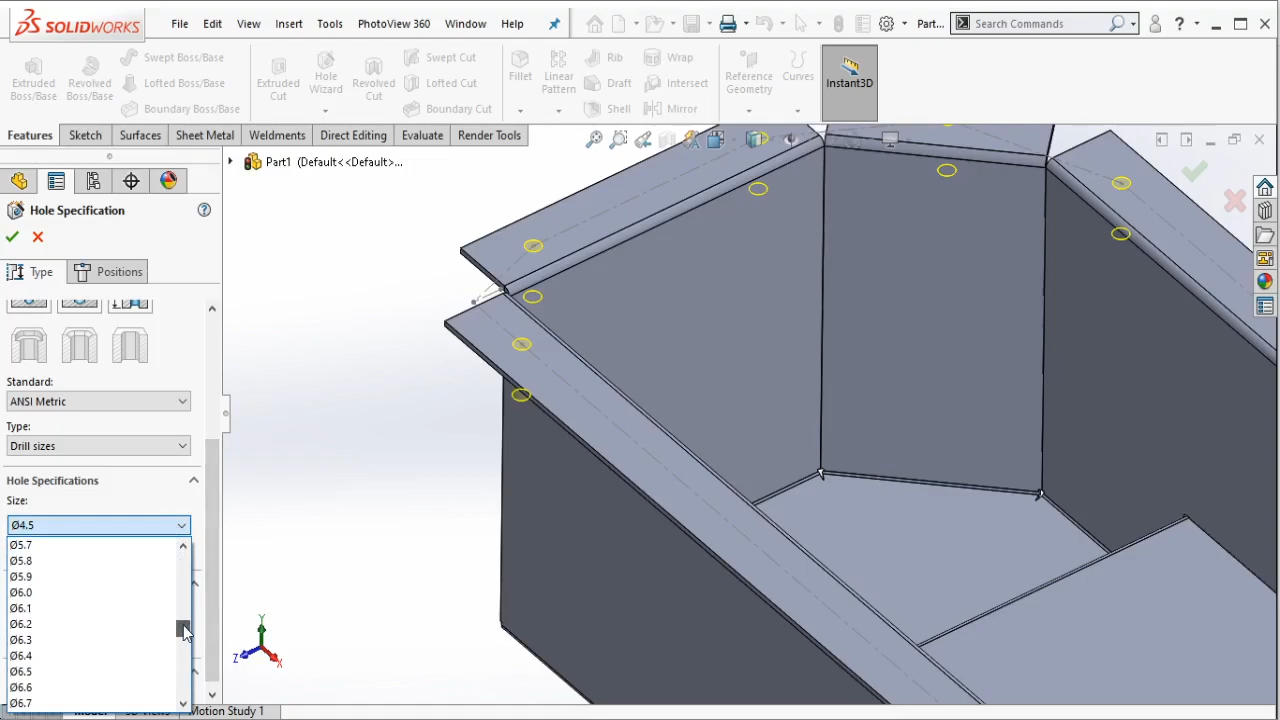 SOLIDWORKS File Edit View Insert Tools PhotoView 360 Window Help Part... Search Commands ?
Extruded Boss/Base
Revolved Boss/Base
Swept Boss/Base
Lofted Boss/Base
Boundary Boss/Base
Extruded Cut
Hole Wizard
Revolved Cut
Swept Cut
Lofted Cut
Boundary Cut
Fillet
Linear Pattern
Rib
Draft
Shell
Wrap
Intersect
Mirror
Reference Geometry
Curves
Instant3D
Features Sketch Surfaces Sheet Metal Weldments Direct Editing Evaluate Render Tools
Part1 (Default<<Default>...
Hole Specification ?
Type Positions
Standard:
ANSI Metric
Type:
Drill sizes
Hole Specifications
Size:
Ø4.5
Ø5.7
Ø5.8
Ø5.9
Ø6.0
Ø6.1
Ø6.2
Ø6.3
Ø6.4
Ø6.5
Ø6.6
Ø6.7
Y
Z
X
Motion Study 1